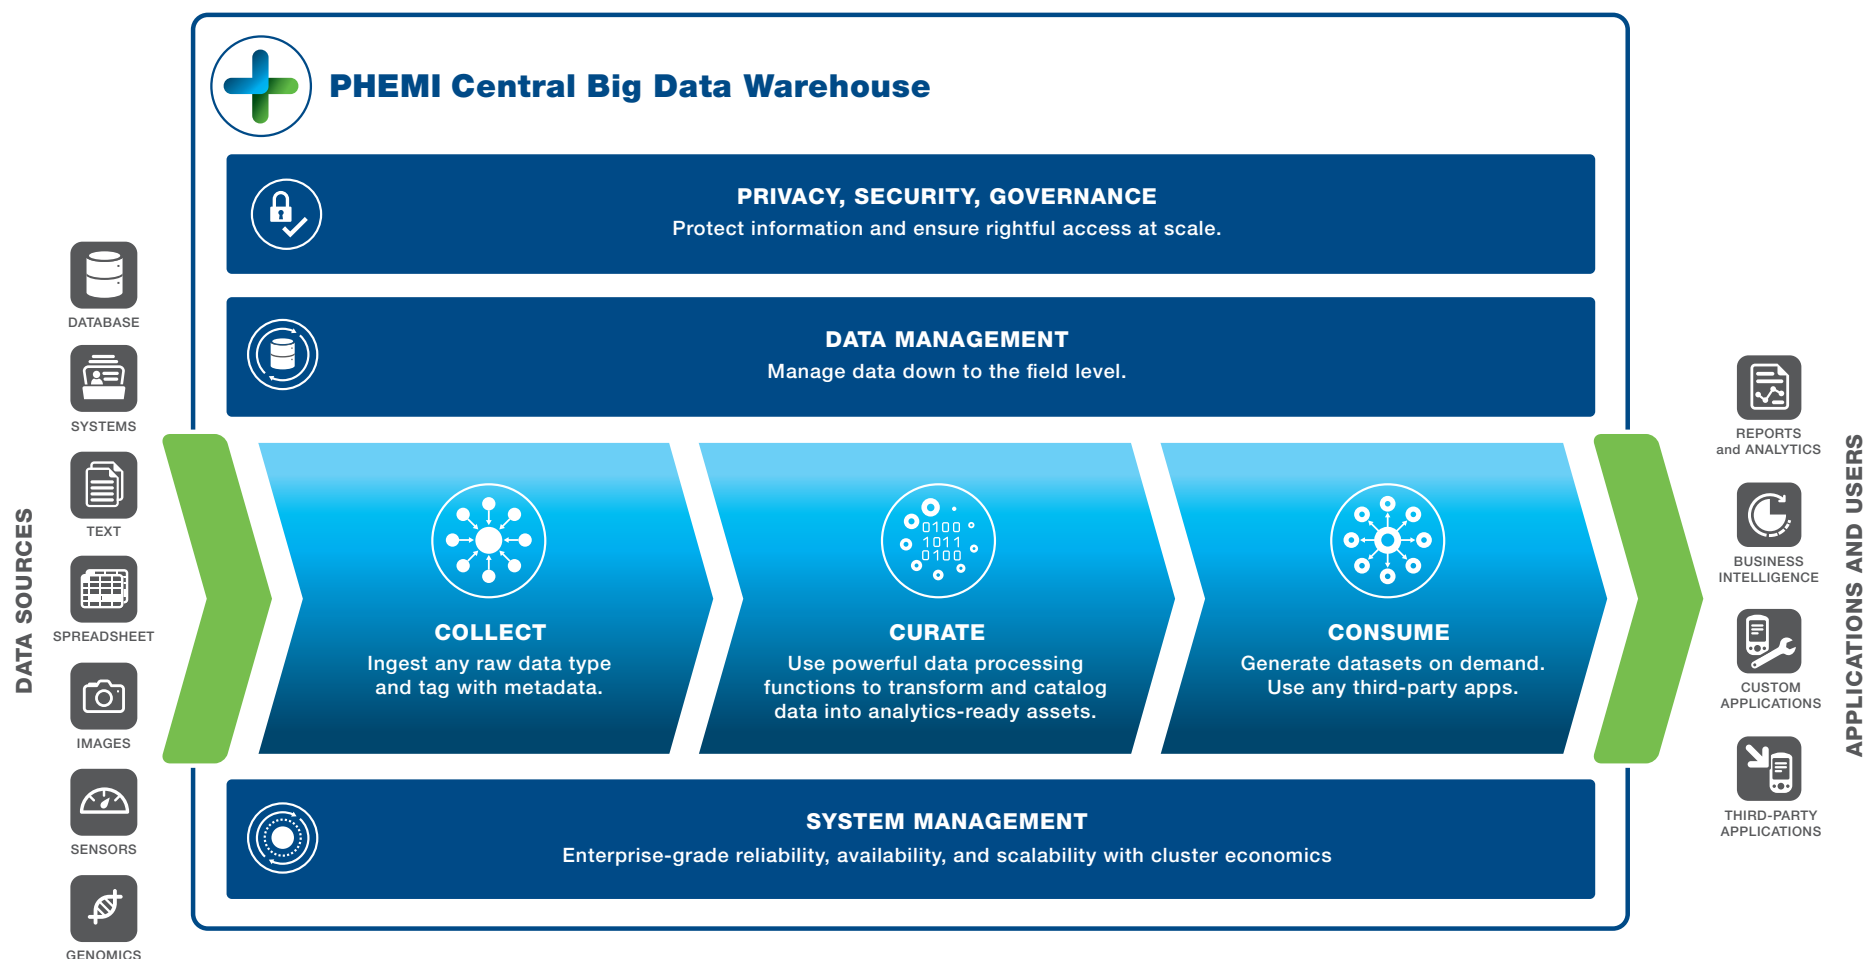 PHEMI Central Big Data Warehouse
PRIVACY, SECURITY, GOVERNANCE
Protect information and ensure rightful access at scale.
DATA MANAGEMENT
Manage data down to the field level.
DATA SOURCES
DATABASE
SYSTEMS
TEXT
SPREADSHEET
IMAGES
SENSORS
GENOMICS
COLLECT
Ingest any raw data type
and tag with metadata.
0100
1011
0100
CURATE
Use powerful data processing
functions to transform and catalog
data into analytics-ready assets.
CONSUME
Generate datasets on demand.
Use any third-party apps.
SYSTEM MANAGEMENT
Enterprise-grade reliability, availability, and scalability with cluster economics
REPORTS
and ANALYTICS
BUSINESS
INTELLIGENCE
CUSTOM
APPLICATIONS
THIRD-PARTY
APPLICATIONS
APPLICATIONS AND USERS